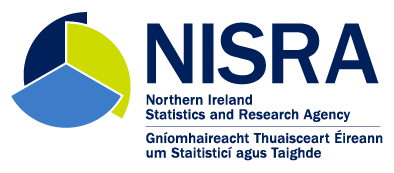 NISRA
Northern Ireland
Statistics and Research Agency
Gníomhaireacht Thuaisceart Éireann
um Staitisticí agus Taighde